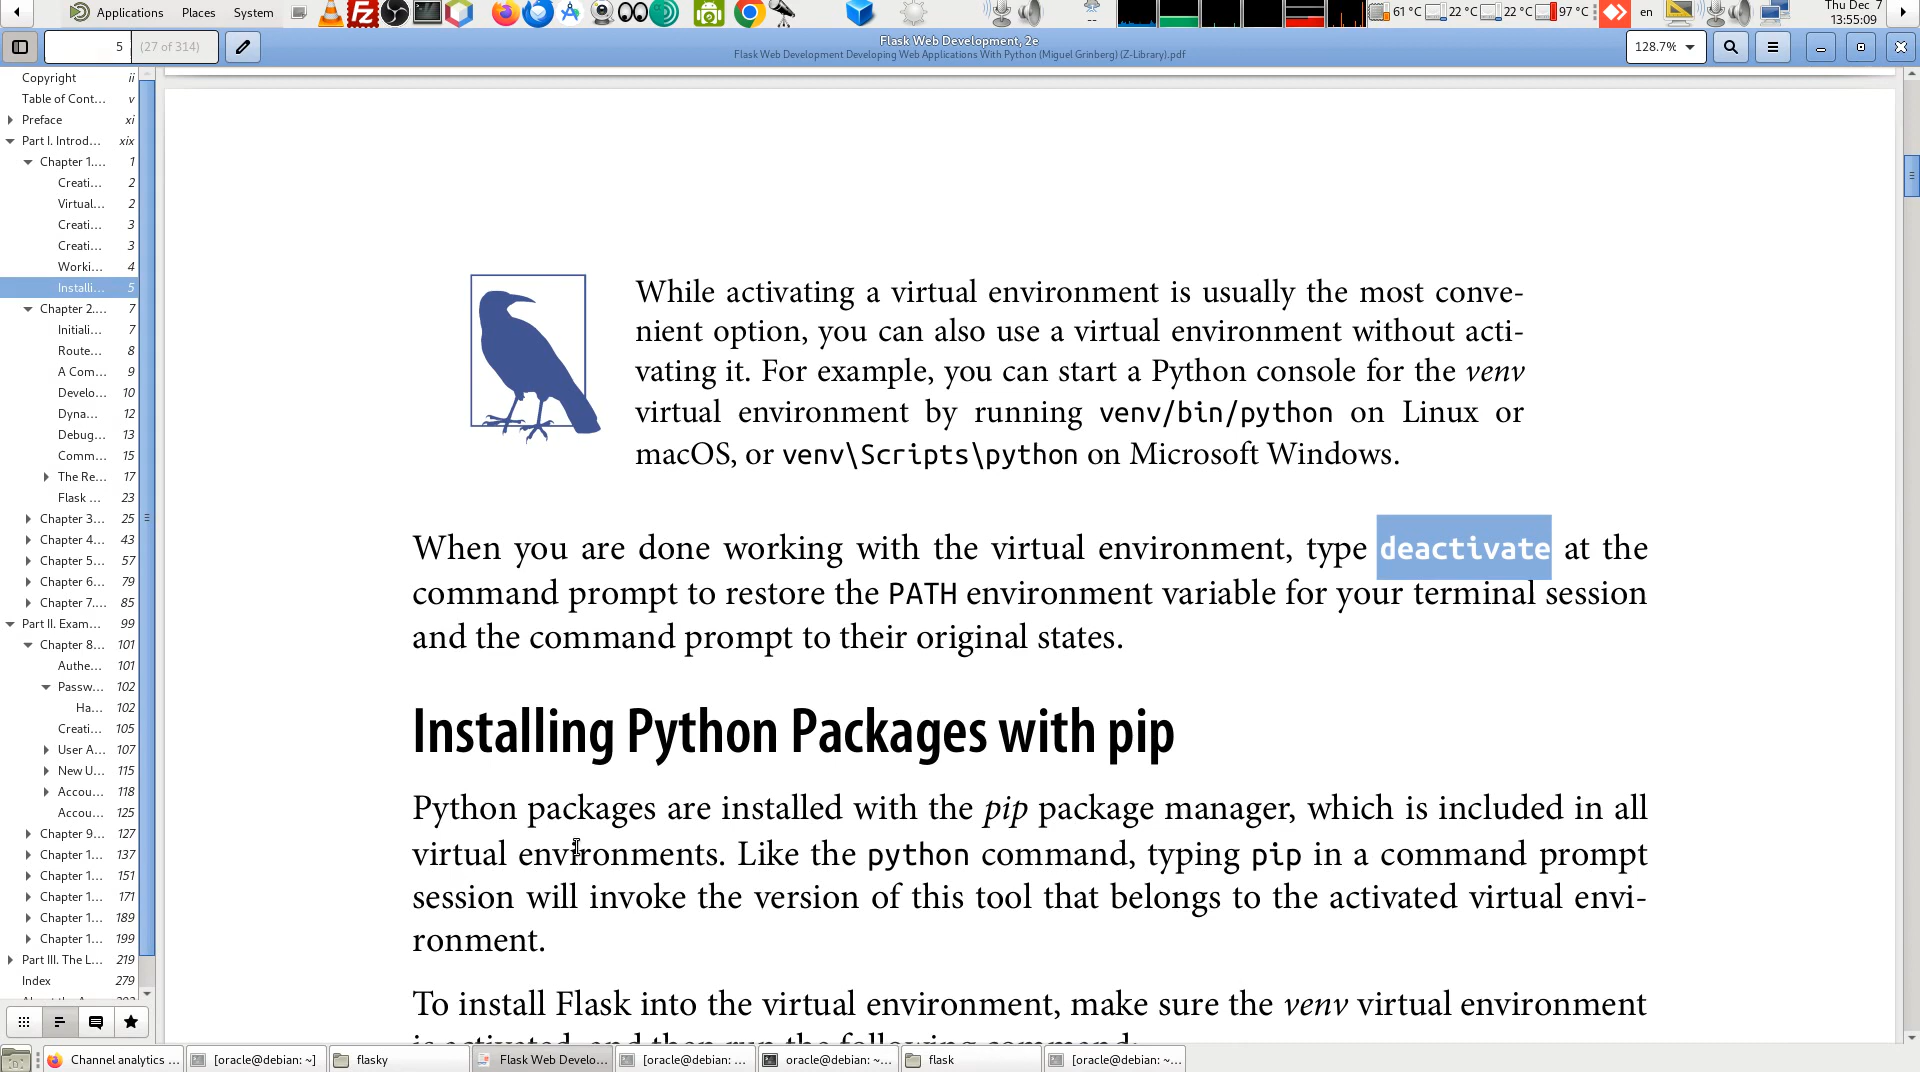 Applications Places System
61 °C 22 °C 22 °C 97 °C en Thu Dec 7
13:55:09
5 (27 of 314)
Flask Web Development, 2e
Flask Web Development Developing Web Applications With Python (Miguel Grinberg) (Z-Library).pdf
128.7%
Copyright ii
Table of Cont... v
Preface xi
Part I. Introd... xix
Chapter 1.... 1
Creati... 2
Virtual... 2
Creati... 3
Creati... 3
Worki... 4
Installi... 5
Chapter 2.... 7
Initiali... 7
Route... 8
A Com... 9
Develo... 10
Dyna... 12
Debug... 13
Comm... 15
The Re... 17
Flask ... 23
Chapter 3... 25
Chapter 4... 43
Chapter 5... 57
Chapter 6... 79
Chapter 7.... 85
Part II. Exam... 99
Chapter 8... 101
Authe... 101
Passw... 102
Ha... 102
Creati... 105
User A... 107
New U... 115
Accou... 118
Accou... 125
Chapter 9... 127
Chapter 1... 137
Chapter 1... 151
Chapter 1... 171
Chapter 1... 189
Chapter 1... 199
Part III. The L... 219
Index 279
While activating a virtual environment is usually the most conve-
nient option, you can also use a virtual environment without acti-
vating it. For example, you can start a Python console for the venv
virtual environment by running venv/bin/python on Linux or
macOS, or venv\Scripts\python on Microsoft Windows.
When you are done working with the virtual environment, type deactivate at the
command prompt to restore the PATH environment variable for your terminal session
and the command prompt to their original states.
Installing Python Packages with pip
Python packages are installed with the pip package manager, which is included in all
virtual environments. Like the python command, typing pip in a command prompt
session will invoke the version of this tool that belongs to the activated virtual envi-
ronment.
To install Flask into the virtual environment, make sure the venv virtual environment
is activated, and then run the following command:
Channel analytics ... [oracle@debian: ~] flasky Flask Web Develo... [oracle@debian: ... oracle@debian: ~... flask [oracle@debian: ~...